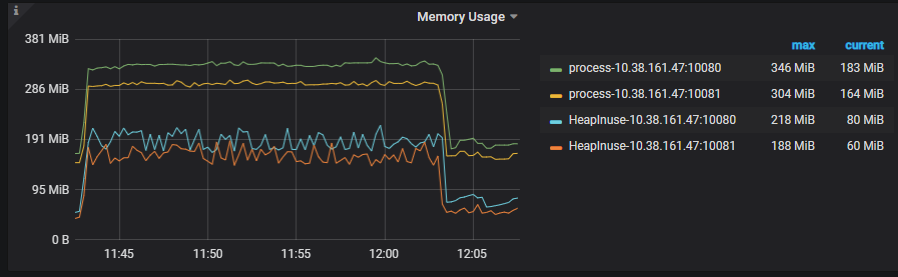 i
Memory Usage
381 MiB
286 MiB
191 MiB
95 MiB
0 B
11:45 11:50 11:55 12:00 12:05
max current
process-10.38.161.47:10080 346 MiB 183 MiB
process-10.38.161.47:10081 304 MiB 164 MiB
HeapInuse-10.38.161.47:10080 218 MiB 80 MiB
HeapInuse-10.38.161.47:10081 188 MiB 60 MiB